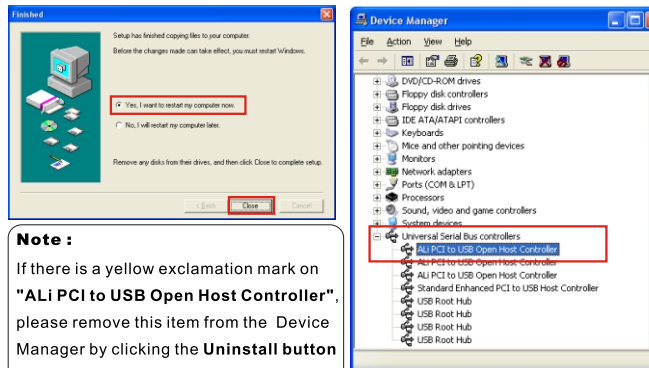 Finished
Setup has finished copying files to your computer.
Before the changes made can take effect, you must restart Windows.
Yes, I want to restart my computer now.
No, I will restart my computer later.
Remove any disks from their drives, and then click Close to complete setup.
< Back
Close
Cancel
Note :
If there is a yellow exclamation mark on
"ALi PCI to USB Open Host Controller",
please remove this item from the Device
Manager by clicking the Uninstall button
Device Manager
File Action View Help
DVD/CD-ROM drives
Floppy disk controllers
Floppy disk drives
IDE ATA/ATAPI controllers
Keyboards
Mice and other pointing devices
Monitors
Network adapters
Ports (COM & LPT)
Processors
Sound, video and game controllers
System devices
Universal Serial Bus controllers
ALi PCI to USB Open Host Controller
ALi PCI to USB Open Host Controller
ALi PCI to USB Open Host Controller
Standard Enhanced PCI to USB Host Controller
USB Root Hub
USB Root Hub
USB Root Hub
USB Root Hub